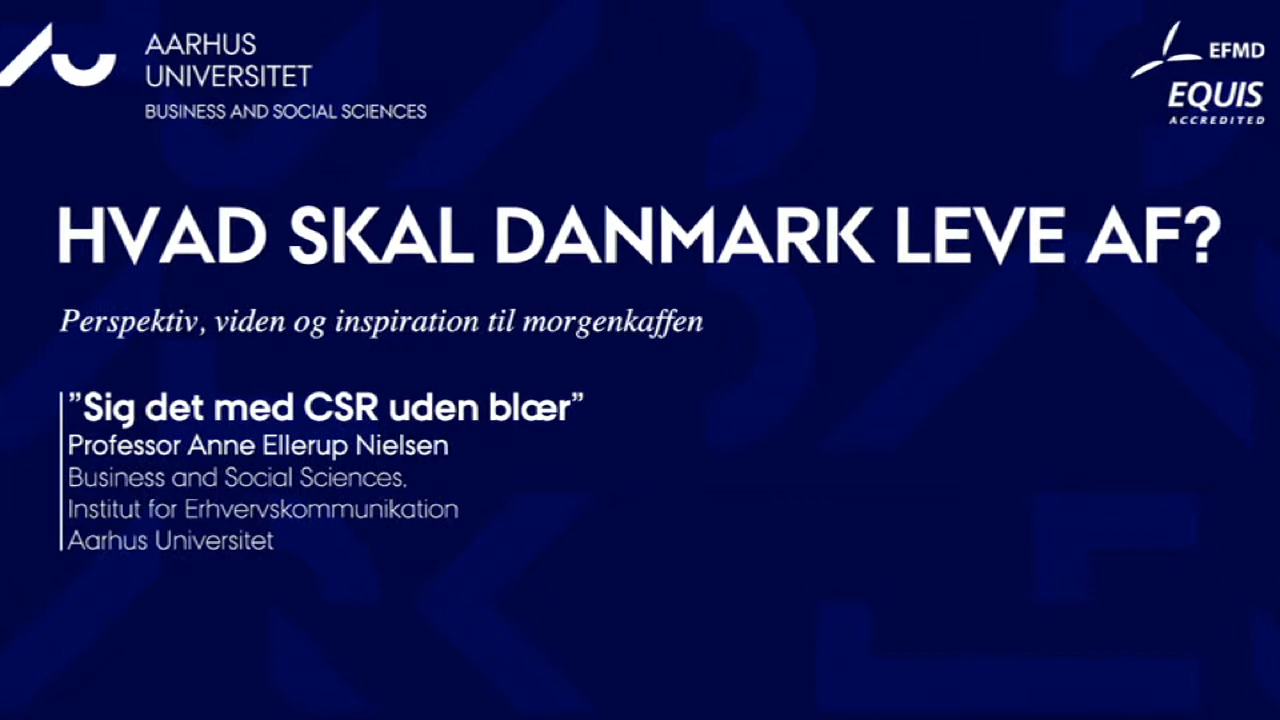 AARHUS
UNIVERSITET
BUSINESS AND SOCIAL SCIENCES
EFMD
EQUIS
ACCREDITED
HVAD SKAL DANMARK LEVE AF?
Perspektiv, viden og inspiration til morgenkaffen
”Sig det med CSR uden blær”
Professor Anne Ellerup Nielsen
Business and Social Sciences,
Institut for Erhvervskommunikation
Aarhus Universitet